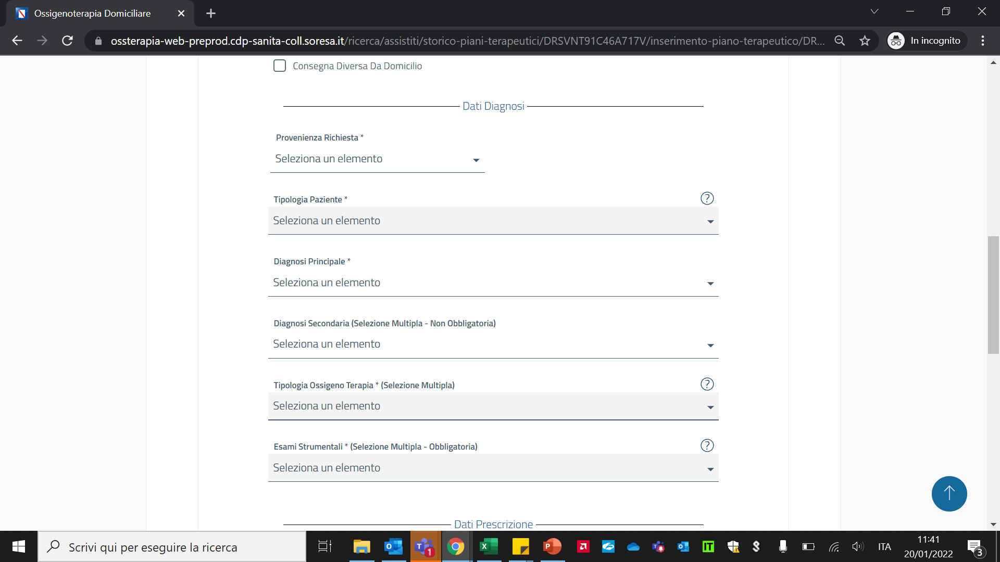 Ossigenoterapia Domiciliare
ossterapia-web-preprod.cdp-sanita-coll.soresa.it/ricerca/assistiti/storico-piani-terapeutici/DRSVNT91C46A717V/inserimento-piano-terapeutico/DR...
In incognito
Consegna Diversa Da Domicilio
Dati Diagnosi
Provenienza Richiesta *
Seleziona un elemento
Tipologia Paziente *
?
Seleziona un elemento
Diagnosi Principale *
Seleziona un elemento
Diagnosi Secondaria (Selezione Multipla - Non Obbligatoria)
Seleziona un elemento
Tipologia Ossigeno Terapia * (Selezione Multipla)
?
Seleziona un elemento
Esami Strumentali * (Selezione Multipla - Obbligatoria)
?
Seleziona un elemento
Dati Prescrizione
Scrivi qui per eseguire la ricerca
1
IT
ITA
11:41
20/01/2022
3